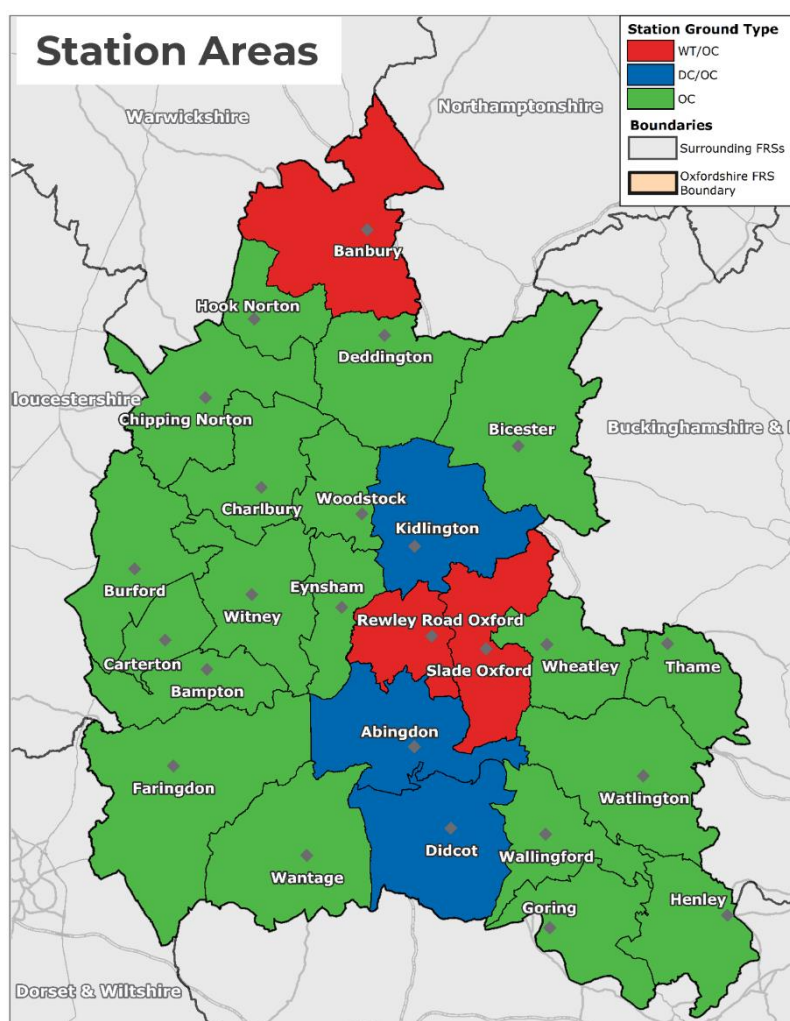 Station Areas
Station Ground Type
WT/OC
DC/OC
OC
Boundaries
Surrounding FRSs
Oxfordshire FRS
Boundary
Warwickshire
Northamptonshire
Banbury
Hook Norton
Deddington
loucestershire
Chipping Norton
Bicester
Buckinghamshire &
Charlbury
Woodstock
Kidlington
Burford
Witney
Eynsham
Rewley Road Oxford
Carterton
Slade Oxford
Wheatley
Thame
Bampton
Abingdon
Faringdon
Watlington
Didcot
Wallingford
Wantage
Goring
Henley
Dorset & Wiltshire